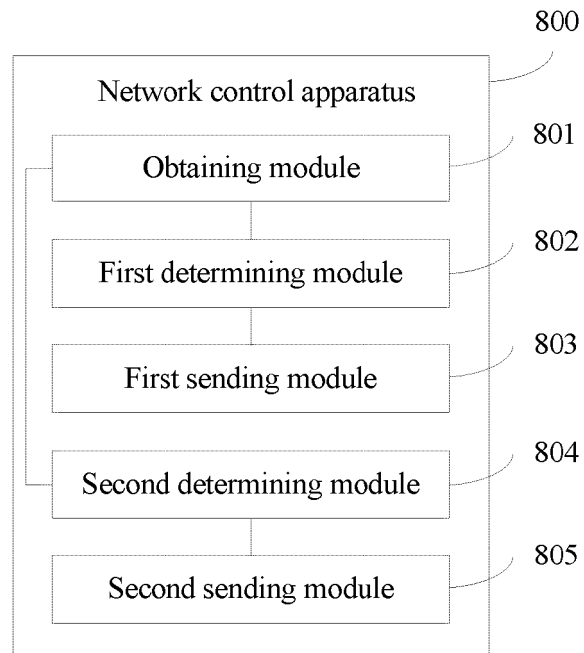 800
Network control apparatus
801
Obtaining module
802
First determining module
803
First sending module
804
Second determining module
805
Second sending module